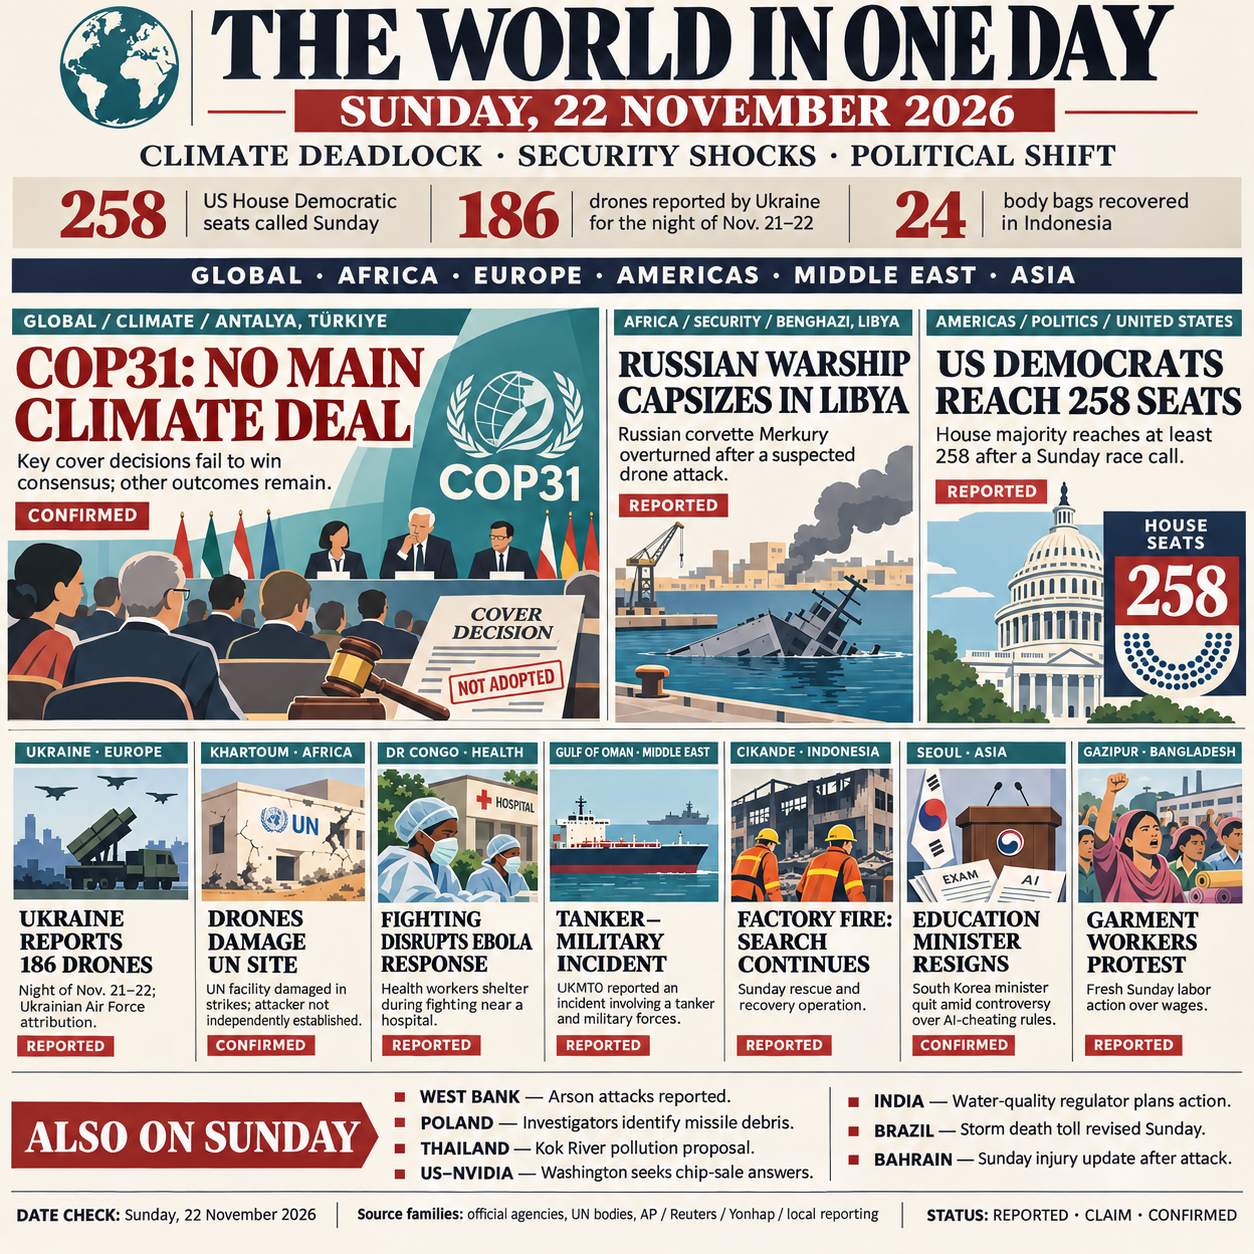 THE WORLD IN ONE DAY
SUNDAY, 22 NOVEMBER 2026
CLIMATE DEADLOCK · SECURITY SHOCKS · POLITICAL SHIFT
258
US House Democratic
seats called Sunday
186
drones reported by Ukraine
for the night of Nov. 21–22
24
body bags recovered
in Indonesia
GLOBAL · AFRICA · EUROPE · AMERICAS · MIDDLE EAST · ASIA
GLOBAL / CLIMATE / ANTALYA, TÜRKIYE
COP31: NO MAIN
CLIMATE DEAL
Key cover decisions fail to win
consensus; other outcomes remain.
CONFIRMED
COP31
COVER
DECISION
NOT ADOPTED
AFRICA / SECURITY / BENGHAZI, LIBYA
RUSSIAN WARSHIP
CAPSIZES IN LIBYA
Russian corvette Merkury
overturned after a suspected
drone attack.
REPORTED
AMERICAS / POLITICS / UNITED STATES
US DEMOCRATS
REACH 258 SEATS
House majority reaches at least
258 after a Sunday race call.
REPORTED
HOUSE
SEATS
258
UKRAINE · EUROPE
UKRAINE
REPORTS
186 DRONES
Night of Nov. 21–22;
Ukrainian Air Force
attribution.
REPORTED
KHARTOUM · AFRICA
UN
DRONES
DAMAGE
UN SITE
UN facility damaged in
strikes; attacker not
independently established.
CONFIRMED
DR CONGO · HEALTH
HOSPITAL
FIGHTING
DISRUPTS EBOLA
RESPONSE
Health workers shelter
during fighting near a
hospital.
REPORTED
GULF OF OMAN · MIDDLE EAST
TANKER–
MILITARY
INCIDENT
UKMTO reported an
incident involving a tanker
and military forces.
REPORTED
CIKANDE · INDONESIA
FACTORY FIRE:
SEARCH
CONTINUES
Sunday rescue and
recovery operation.
REPORTED
SEOUL · ASIA
EXAM
AI
EDUCATION
MINISTER
RESIGNS
South Korea minister
quit amid controversy
over AI-cheating rules.
CONFIRMED
GAZIPUR · BANGLADESH
GARMENT
WORKERS
PROTEST
Fresh Sunday labor
action over wages.
REPORTED
ALSO ON SUNDAY
WEST BANK — Arson attacks reported.
POLAND — Investigators identify missile debris.
THAILAND — Kok River pollution proposal.
US–NVIDIA — Washington seeks chip-sale answers.
INDIA — Water-quality regulator plans action.
BRAZIL — Storm death toll revised Sunday.
BAHRAIN — Sunday injury update after attack.
DATE CHECK: Sunday, 22 November 2026
Source families: official agencies, UN bodies, AP / Reuters / Yonhap / local reporting
STATUS: REPORTED · CLAIM · CONFIRMED